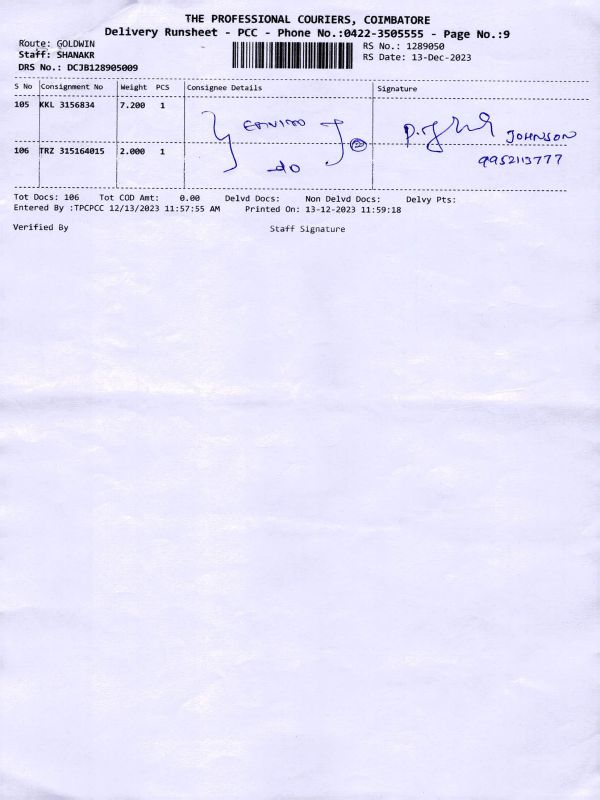 THE PROFESSIONAL COURIERS, COIMBATORE
Delivery Runsheet - PCC - Phone No.:0422-3505555 - Page No.:9
Route: GOLDWIN
Staff: SHANAKR
DRS No.: DCJB128905009
RS No.: 1289050
RS Date: 13-Dec-2023
S No Consignment No Weight PCS Consignee Details Signature
105 KKL 3156834 7.200 1
JOHNSON
106 TRZ 315164015 2.000 1
9952113777
do
Tot Docs: 106 Tot COD Amt: 0.00 Delvd Docs: Non Delvd Docs: Delvy Pts:
Entered By :TPCPCC 12/13/2023 11:57:55 AM Printed On: 13-12-2023 11:59:18
Verified By Staff Signature